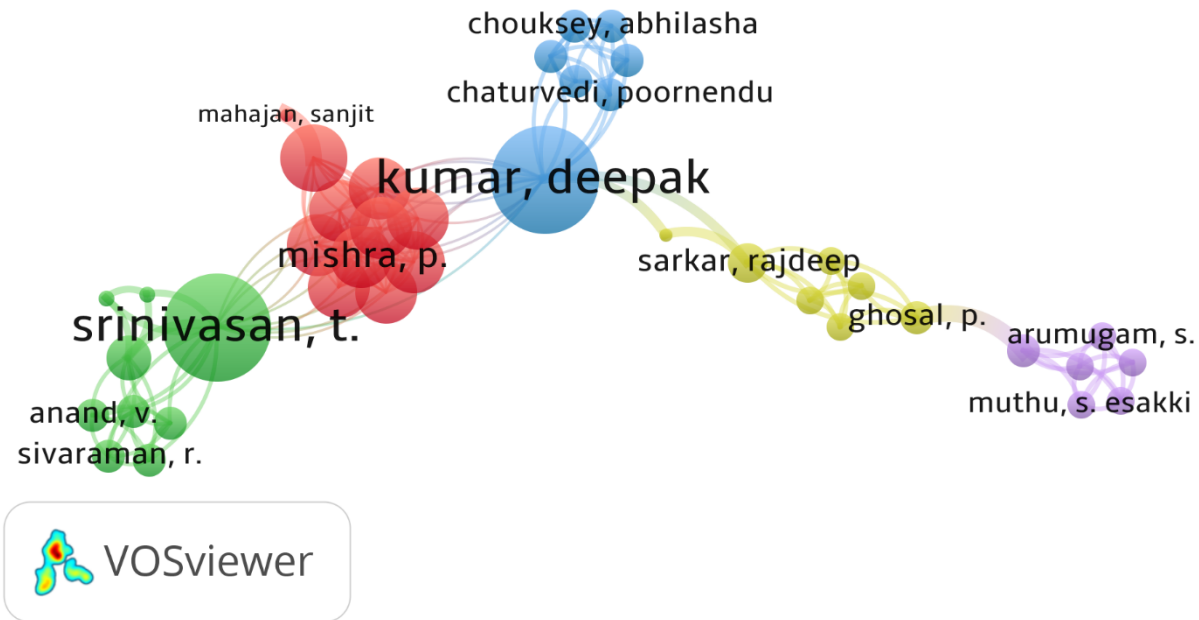 chouksey, abhilasha
chaturvedi, poornendu
mahajan, sanjit
kumar, deepak
mishra, p.
sarkar, rajdeep
srinivasan, t.
ghosal, p.
arumugam, s.
muthu, s. esakki
anand, v.
sivaraman, r.
VOSviewer